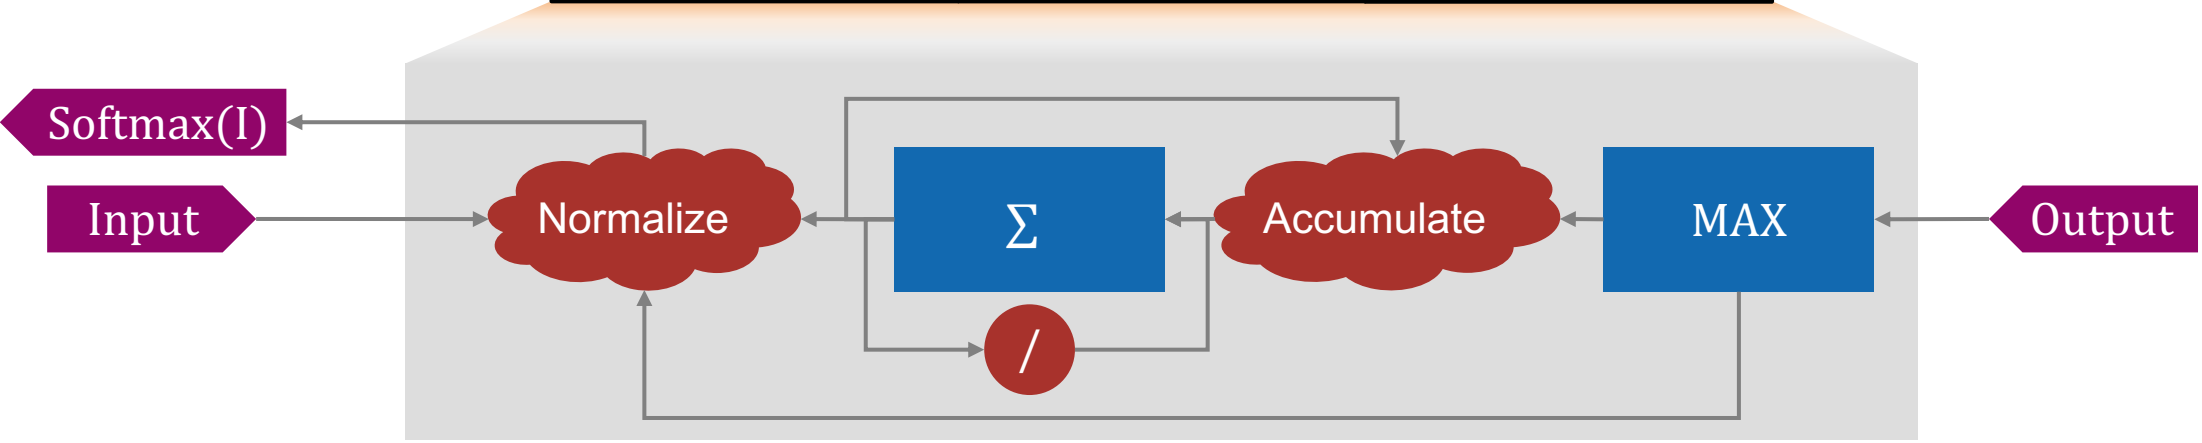 Softmax(I)
Input
Normalize
Σ
Accumulate
MAX
Output
/